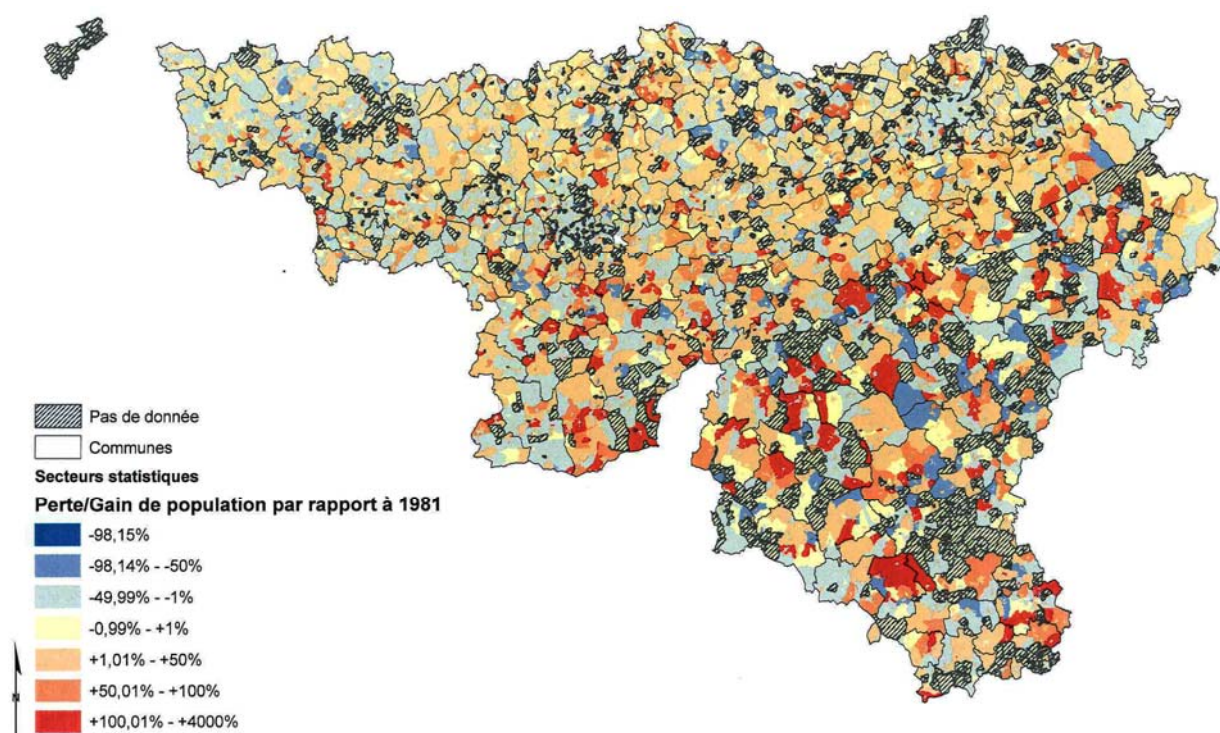 Pas de donnée
Communes
Secteurs statistiques
Perte/Gain de population par rapport à 1981
-98,15%
-98,14% - -50%
-49,99% - -1%
-0,99% - +1%
+1,01% - +50%
+50,01% - +100%
+100,01% - +4000%
N